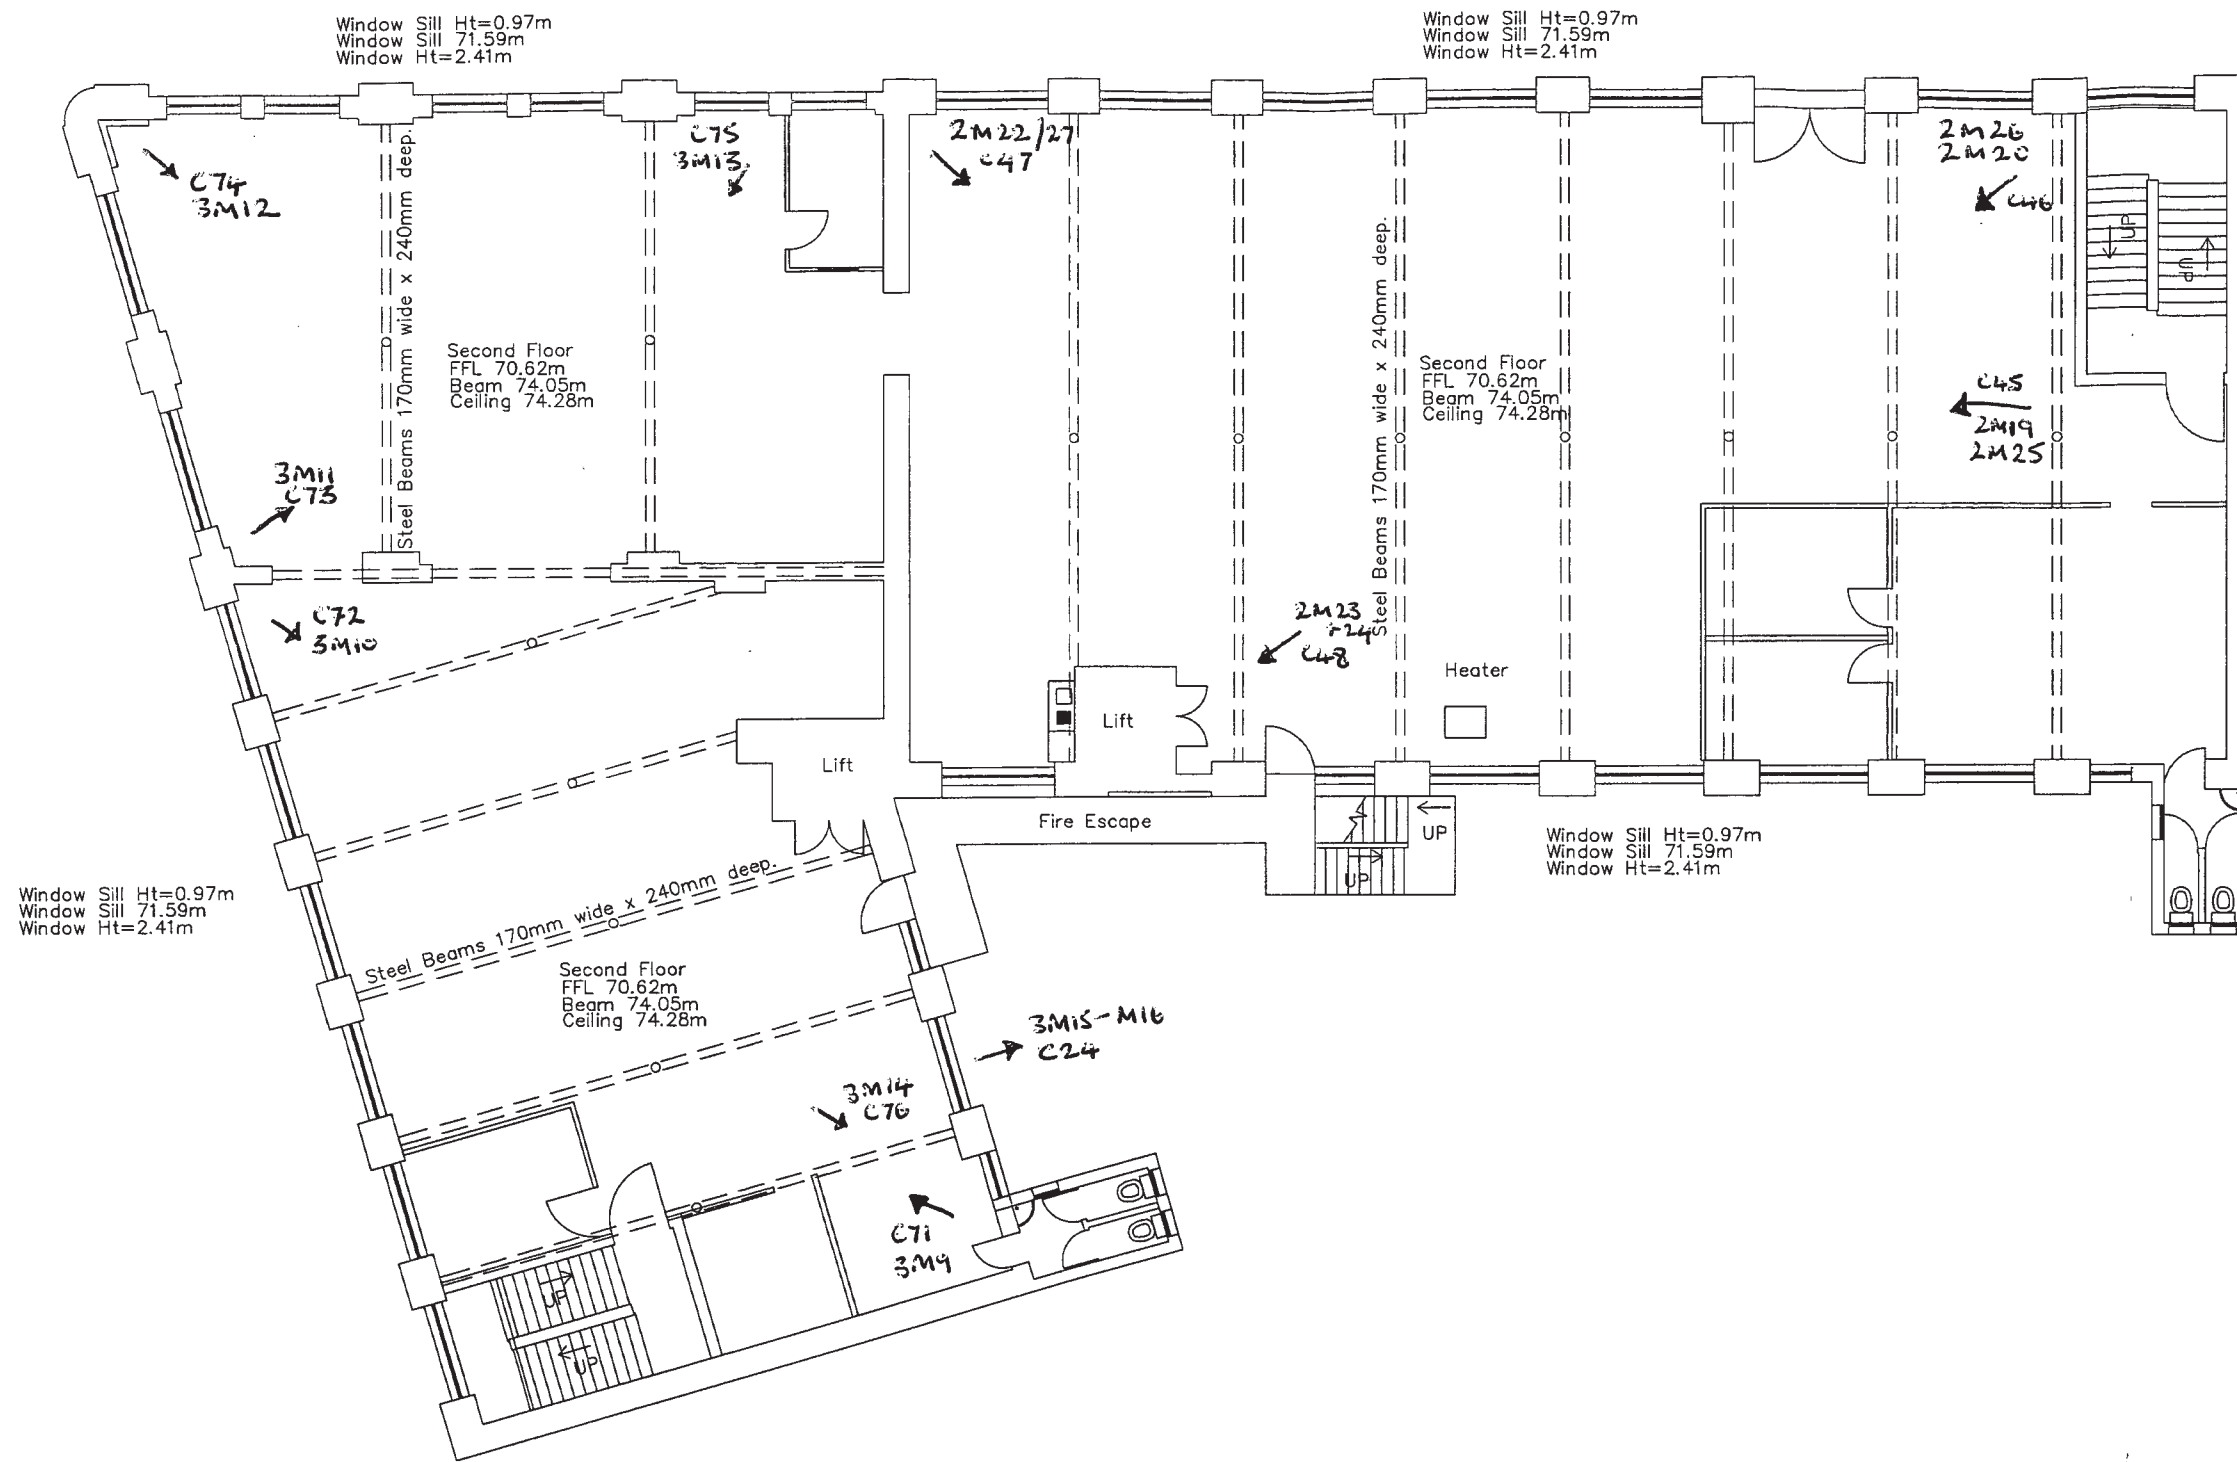 Window Sill Ht=0.97m
Window Sill 71.59m
Window Ht=2.41m
Window Sill Ht=0.97m
Window Sill 71.59m
Window Ht=2.41m
C74
3M12
Steel Beams 170mm wide x 240mm deep.
C75
3M13
2M22/27
C47
2M26
2M20
C46
UP
UP
Second Floor
FFL 70.62m
Beam 74.05m
Ceiling 74.28m
Steel Beams 170mm wide x 240mm deep.
Second Floor
FFL 70.62m
Beam 74.05m
Ceiling 74.28m
C45
2M19
2M25
3M11
C73
C72
3M10
2M23
+24
C48
Heater
Lift
Lift
Fire Escape
UP
UP
Window Sill Ht=0.97m
Window Sill 71.59m
Window Ht=2.41m
Window Sill Ht=0.97m
Window Sill 71.59m
Window Ht=2.41m
Steel Beams 170mm wide x 240mm deep.
Second Floor
FFL 70.62m
Beam 74.05m
Ceiling 74.28m
3M15-M16
C24
3M14
C76
C71
3M9
UP
UP